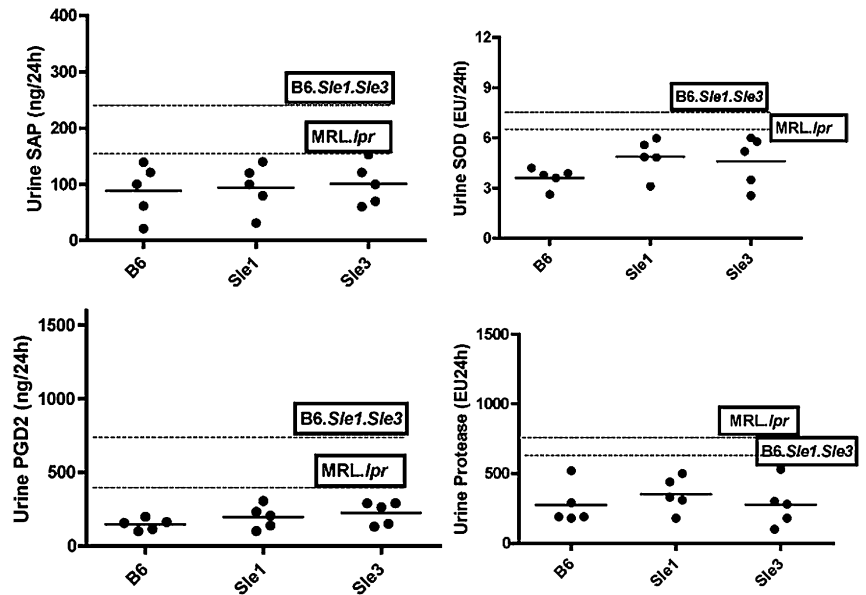 Urine SAP (ng/24h)
400
300
200
100
0
B6.Sle1.Sle3
MRL.lpr
B6
Sle1
Sle3
Urine SOD (EU/24h)
12
9
6
3
0
B6.Sle1.Sle3
MRL.lpr
B6
Sle1
Sle3
Urine PGD2 (ng/24h)
1500
1000
500
0
B6.Sle1.Sle3
MRL.lpr
B6
Sle1
Sle3
Urine Protease (EU24h)
1500
1000
500
0
MRL.lpr
B6.Sle1.Sle3
B6
Sle1
Sle3